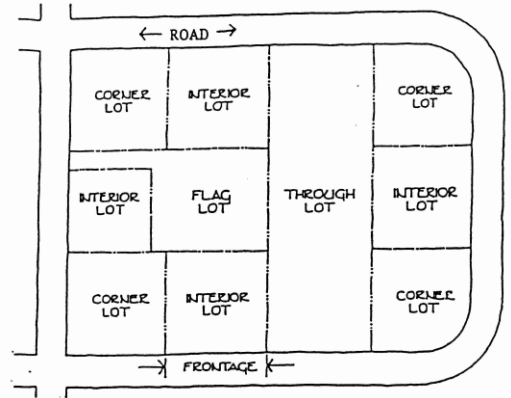 ← ROAD →
CORNER
LOT
INTERIOR
LOT
CORNER
LOT
INTERIOR
LOT
FLAG
LOT
THROUGH
LOT
INTERIOR
LOT
CORNER
LOT
INTERIOR
LOT
CORNER
LOT
FRONTAGE